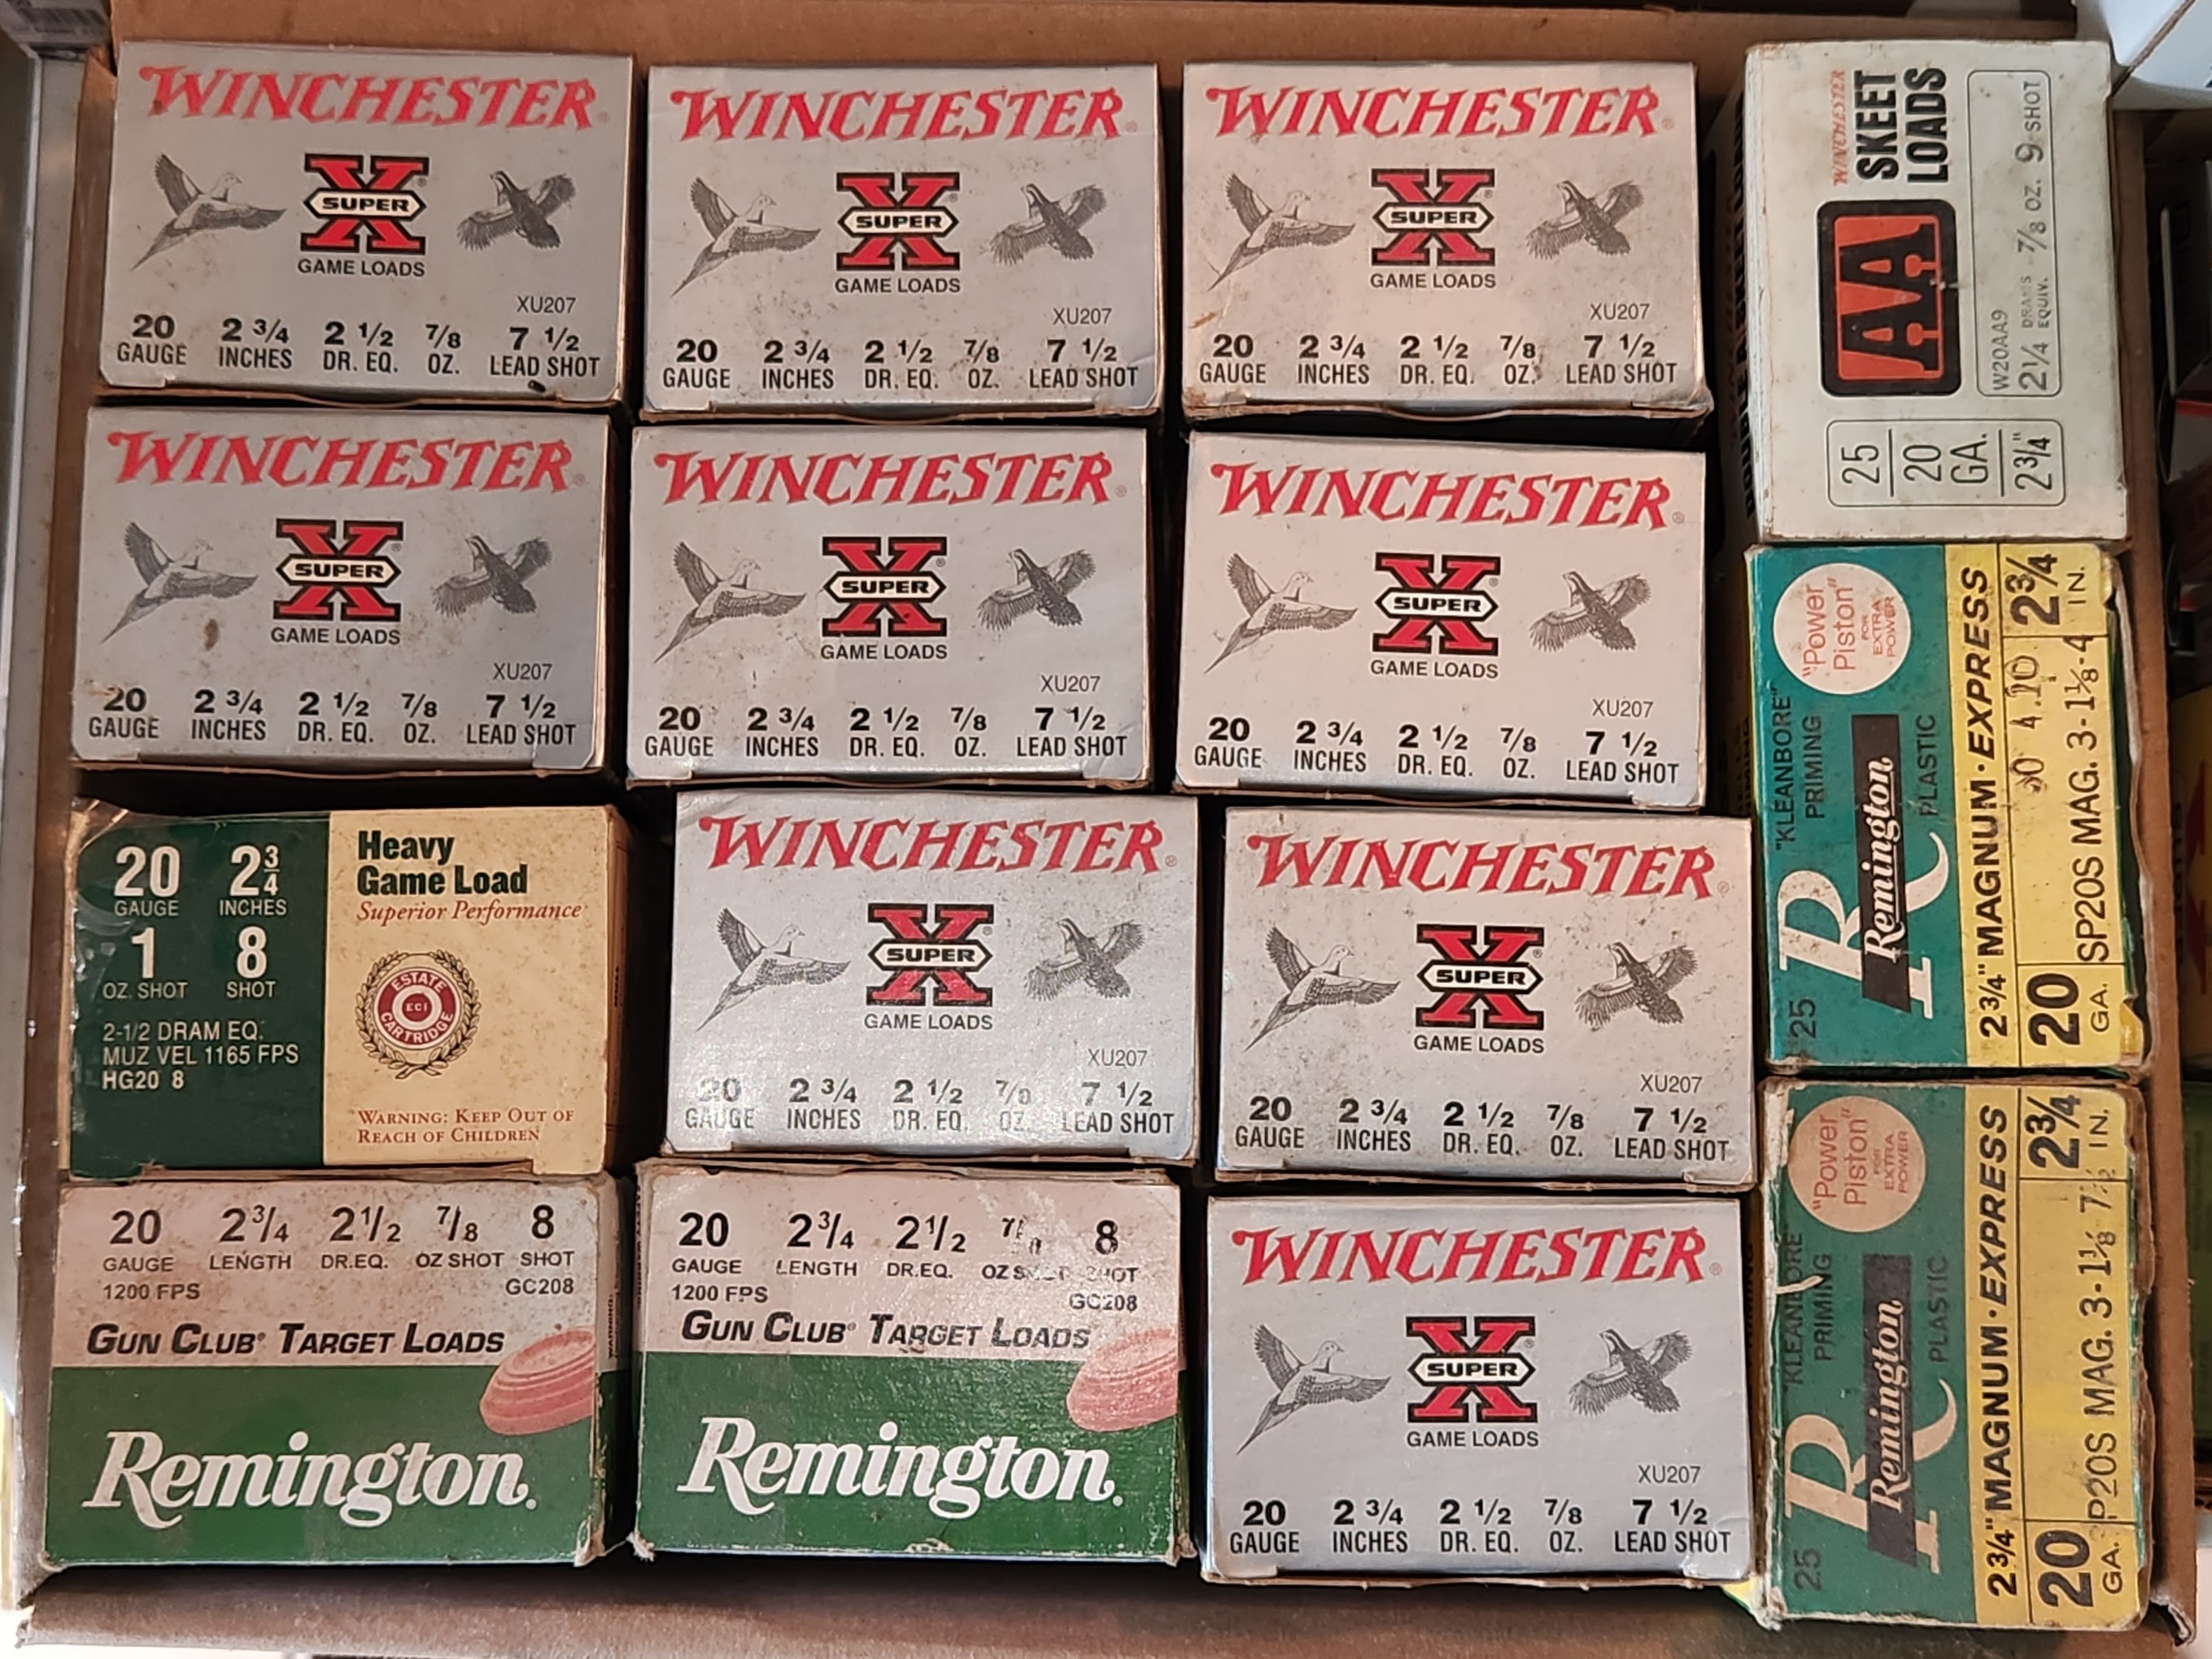 WINCHESTER®
X SUPER ®
GAME LOADS
XU207
20 2 3/4 2 1/2 7/8 7 1/2
GAUGE INCHES DR. EQ. OZ. LEAD SHOT
WINCHESTER®
X SUPER ®
GAME LOADS
XU207
20 2 3/4 2 1/2 7/8 7 1/2
GAUGE INCHES DR. EQ. OZ. LEAD SHOT
WINCHESTER®
X SUPER ®
GAME LOADS
XU207
20 2 3/4 2 1/2 7/8 7 1/2
GAUGE INCHES DR. EQ. OZ. LEAD SHOT
WINCHESTER
SKEET
LOADS
AA
W20AA9
2 1/4 DRAMS EQUIV. 7/8 OZ. 9 SHOT
25
20
GA.
2 3/4"
WINCHESTER®
X SUPER ®
GAME LOADS
XU207
20 2 3/4 2 1/2 7/8 7 1/2
GAUGE INCHES DR. EQ. OZ. LEAD SHOT
WINCHESTER®
X SUPER ®
GAME LOADS
XU207
20 2 3/4 2 1/2 7/8 7 1/2
GAUGE INCHES DR. EQ. OZ. LEAD SHOT
WINCHESTER®
X SUPER ®
GAME LOADS
XU207
20 2 3/4 2 1/2 7/8 7 1/2
GAUGE INCHES DR. EQ. OZ. LEAD SHOT
"Power
Piston"
FOR
EXTRA
POWER
"KLEANBORE"
PRIMING
R
Remington
PLASTIC
25
2 3/4" MAGNUM·EXPRESS
4.10
2 3/4
IN.
20
GA.
SP20S MAG. 3-1 1/8-4
20 2 3/4
GAUGE INCHES
1 8
OZ. SHOT SHOT
2-1/2 DRAM EQ.
MUZ VEL 1165 FPS
HG20 8
Heavy
Game Load
Superior Performance
ESTATE
ECI
CARTRIDGE
WARNING: KEEP OUT OF
REACH OF CHILDREN
WINCHESTER®
X SUPER ®
GAME LOADS
XU207
20 2 3/4 2 1/2 7/8 7 1/2
GAUGE INCHES DR. EQ. OZ. LEAD SHOT
WINCHESTER®
X SUPER ®
GAME LOADS
XU207
20 2 3/4 2 1/2 7/8 7 1/2
GAUGE INCHES DR. EQ. OZ. LEAD SHOT
"Power
Piston"
FOR
EXTRA
POWER
PRIMING
R
Remington
PLASTIC
25
2 3/4" MAGNUM·EXPRESS
2 3/4
IN.
20
GA.
P20S MAG. 3-1 1/8 7 1/2
20 2 3/4 2 1/2 7/8 8
GAUGE LENGTH DR.EQ. OZ SHOT SHOT
1200 FPS GC208
GUN CLUB® TARGET LOADS
Remington.
WARNING:
20 2 3/4 2 1/2 8
GAUGE LENGTH DR.EQ. OZ SHOT
1200 FPS GC208
GUN CLUB® TARGET LOADS
Remington.
WINCHESTER®
X SUPER ®
GAME LOADS
XU207
20 2 3/4 2 1/2 7/8 7 1/2
GAUGE INCHES DR. EQ. OZ. LEAD SHOT